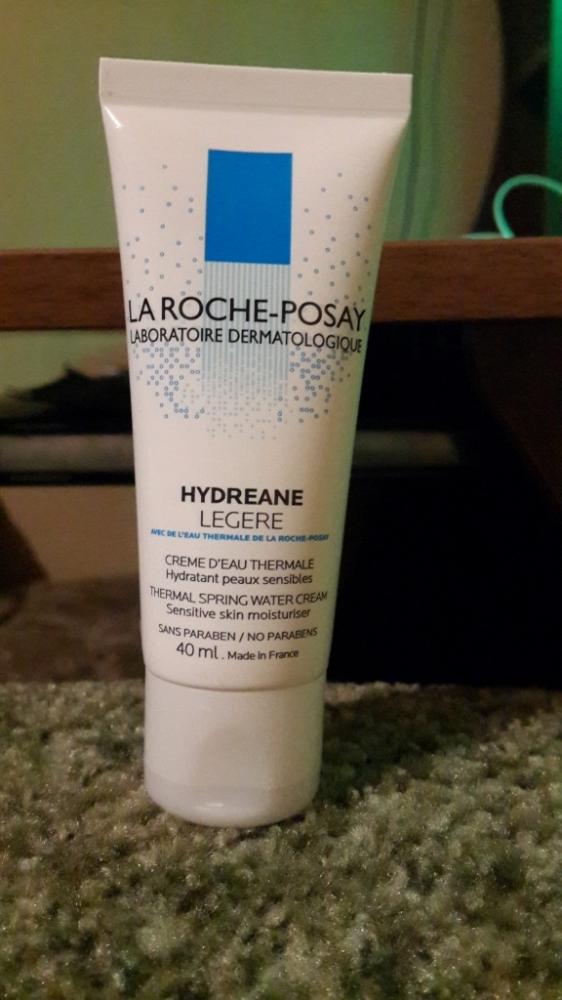 LA ROCHE-POSAY
LABORATOIRE DERMATOLOGIQUE
HYDREANE
LEGERE
AVEC DE L'EAU THERMALE DE LA ROCHE-POSAY
CREME D'EAU THERMALE
Hydratant peaux sensibles
THERMAL SPRING WATER CREAM
Sensitive skin moisturiser
SANS PARABEN / NO PARABENS
40 ml . Made In France